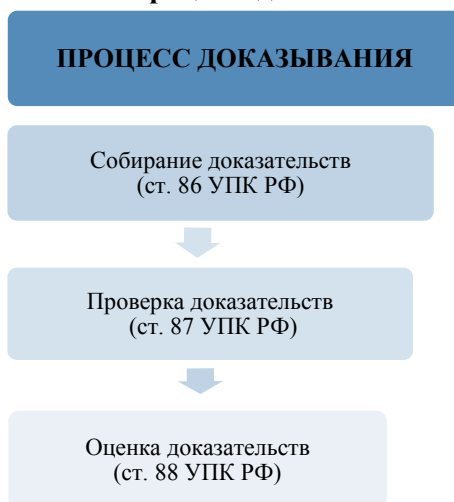 ПРОЦЕСС ДОКАЗЫВАНИЯ
Собирание доказательств
(ст. 86 УПК РФ)
Проверка доказательств
(ст. 87 УПК РФ)
Оценка доказательств
(ст. 88 УПК РФ)